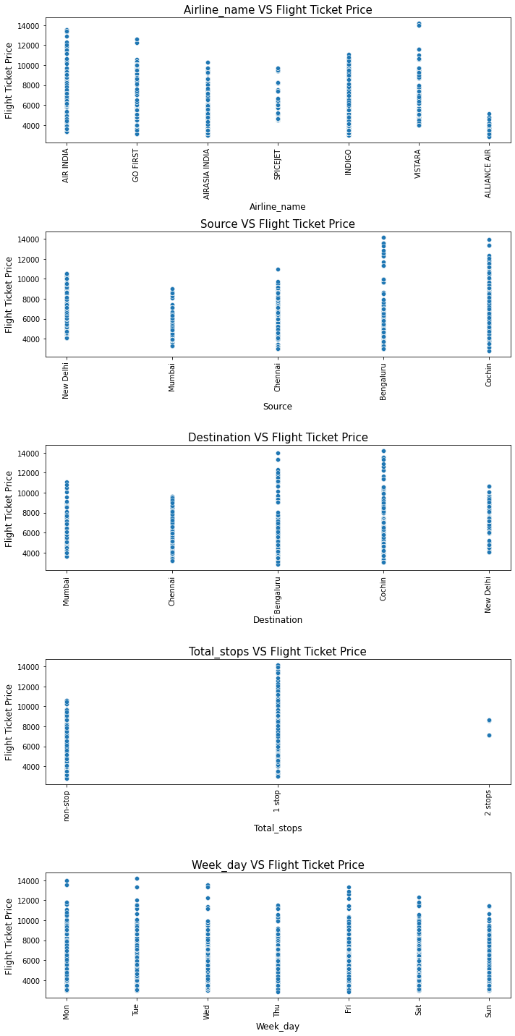 Airline_name VS Flight Ticket Price
Flight Ticket Price
14000
12000
10000
8000
6000
4000
AIR INDIA
GO FIRST
AIRASIA INDIA
SPICEJET
INDIGO
VISTARA
ALLIANCE AIR
Airline_name
Source VS Flight Ticket Price
Flight Ticket Price
14000
12000
10000
8000
6000
4000
New Delhi
Mumbai
Chennai
Bengaluru
Cochin
Source
Destination VS Flight Ticket Price
Flight Ticket Price
14000
12000
10000
8000
6000
4000
Mumbai
Chennai
Bengaluru
Cochin
New Delhi
Destination
Total_stops VS Flight Ticket Price
Flight Ticket Price
14000
12000
10000
8000
6000
4000
non-stop
1 stop
2 stops
Total_stops
Week_day VS Flight Ticket Price
Flight Ticket Price
14000
12000
10000
8000
6000
4000
Mon
Tue
Wed
Thu
Fri
Sat
Sun
Week_day